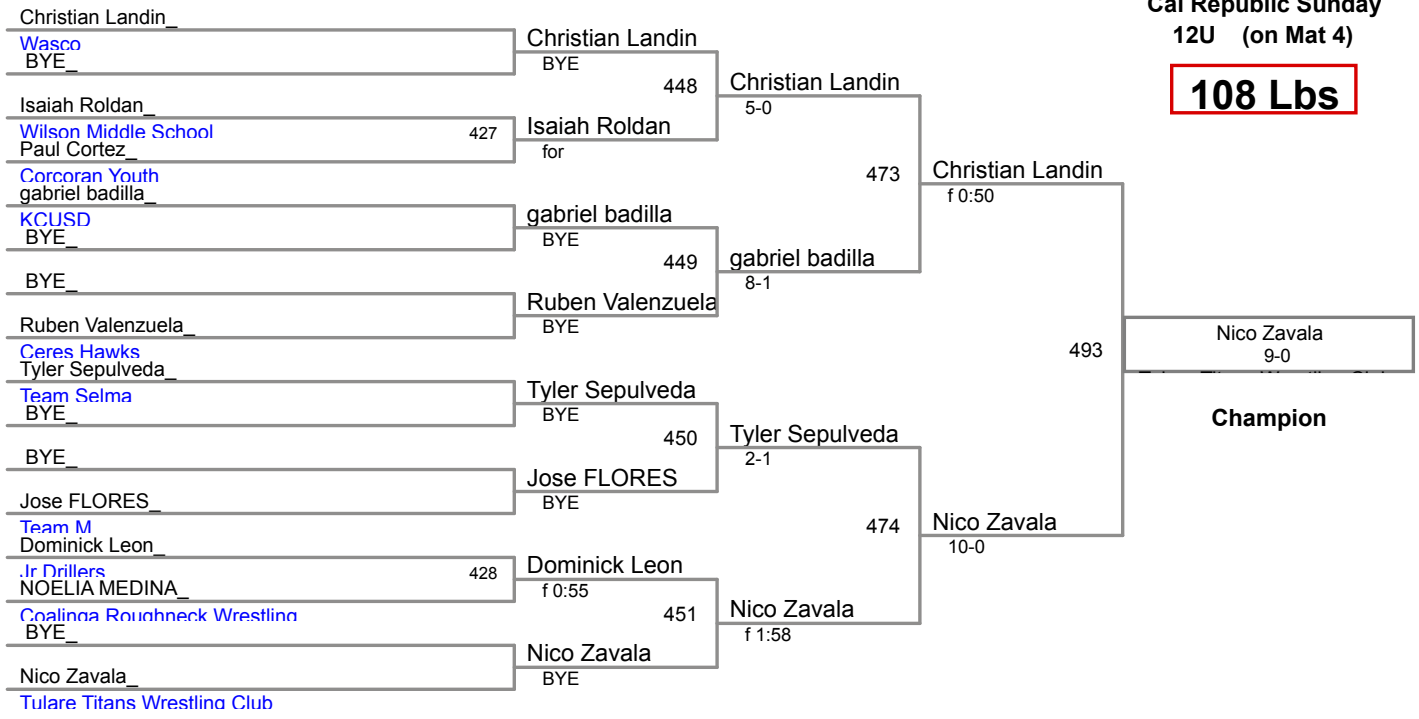 Cal Republic Sunday
12U (on Mat 4)
108 Lbs
Christian Landin_
Wasco
BYE_
Isaiah Roldan_
Wilson Middle School
427
Paul Cortez_
Corcoran Youth
gabriel badilla_
KCUSD
BYE_
BYE_
Ruben Valenzuela_
Ceres Hawks
Tyler Sepulveda_
Team Selma
BYE_
BYE_
Jose FLORES_
Team M
Dominick Leon_
Jr Drillers
428
NOELIA MEDINA_
Coalinga Roughneck Wrestling
BYE_
Nico Zavala_
Tulare Titans Wrestling Club
Christian Landin
BYE
448
Isaiah Roldan
for
gabriel badilla
BYE
449
Ruben Valenzuela
BYE
Tyler Sepulveda
BYE
450
Jose FLORES
BYE
Dominick Leon
f 0:55
451
Nico Zavala
BYE
Christian Landin
5-0
473
gabriel badilla
8-1
Tyler Sepulveda
2-1
474
Nico Zavala
f 1:58
Christian Landin
f 0:50
493
Nico Zavala
10-0
Nico Zavala
9-0
Champion